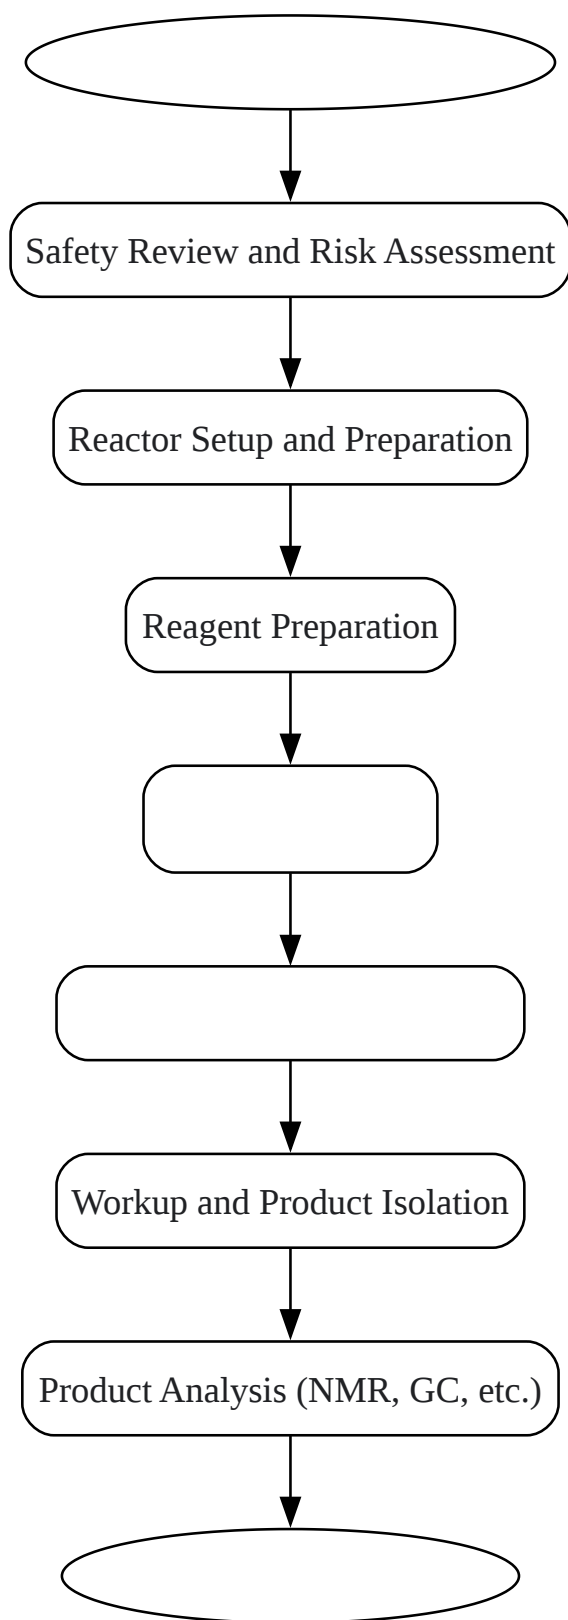 Safety Review and Risk Assessment
Reactor Setup and Preparation
Reagent Preparation
Workup and Product Isolation
Product Analysis (NMR, GC, etc.)